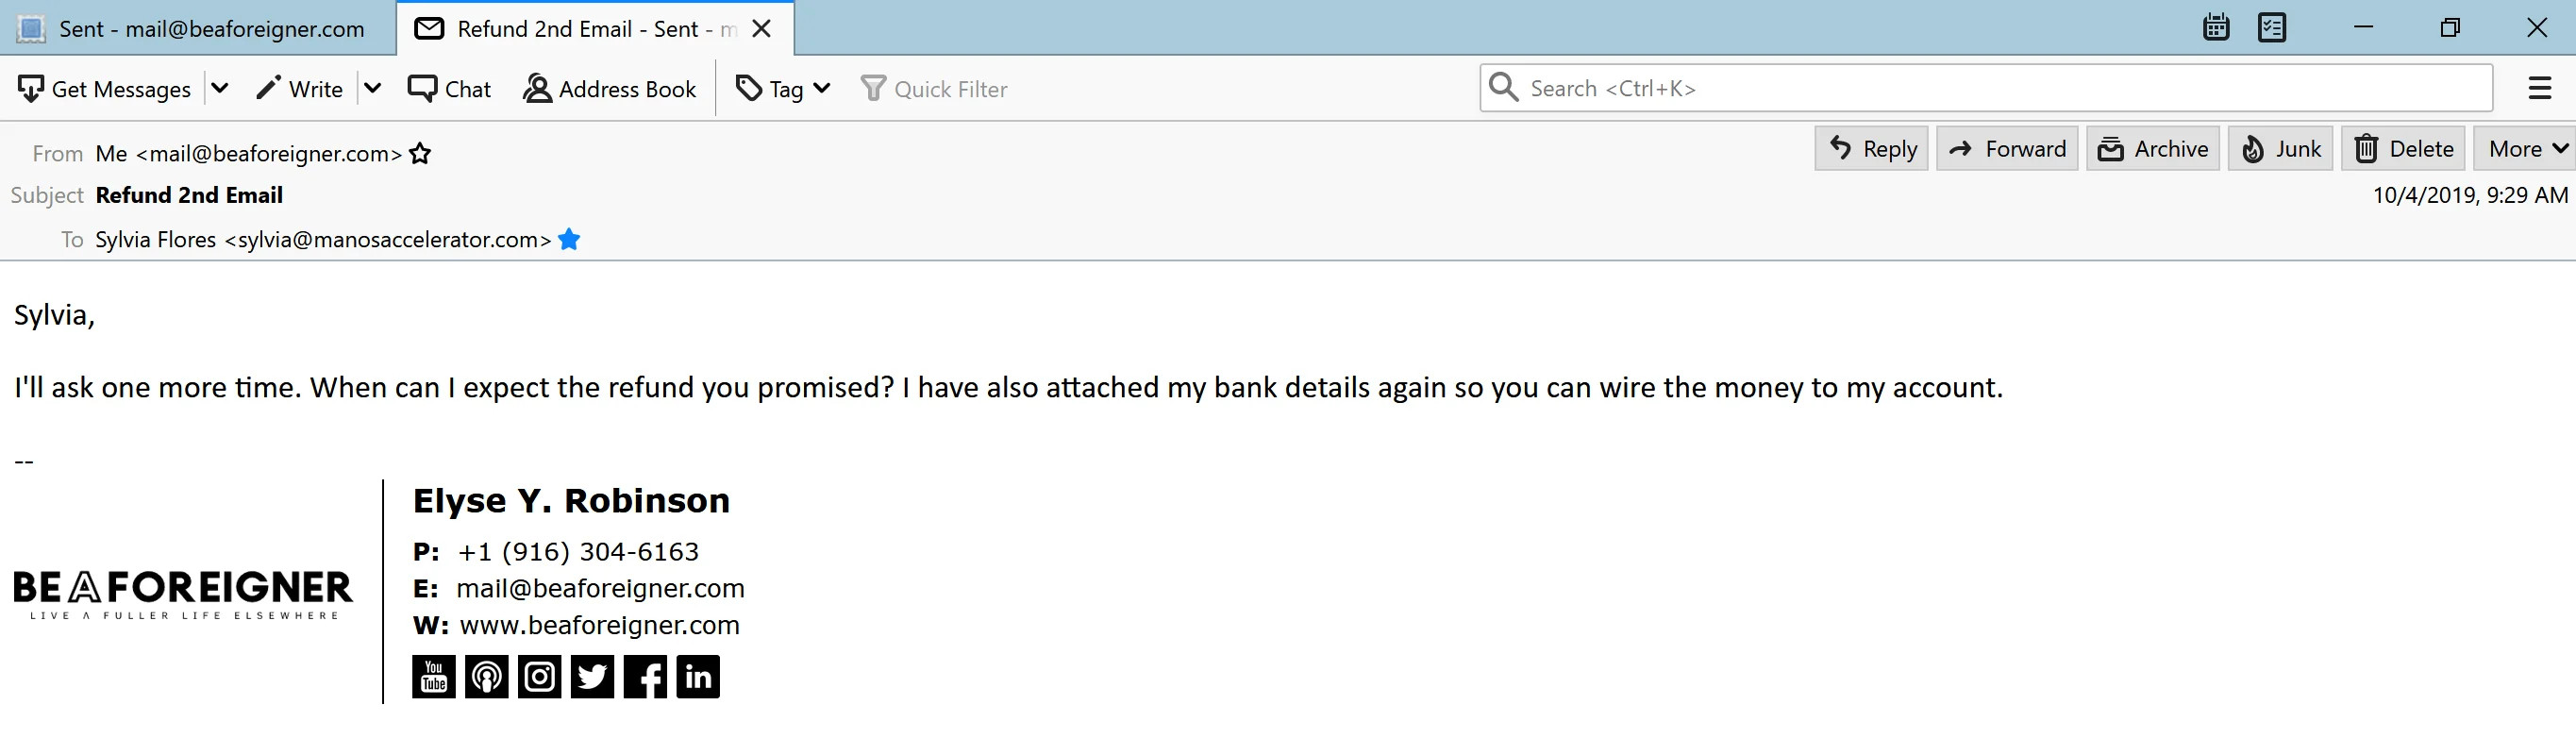 Sent - mail@beaforeigner.com Refund 2nd Email - Sent - m
Get Messages Write Chat Address Book Tag Quick Filter Search <Ctrl+K>
From Me <mail@beaforeigner.com> Reply Forward Archive Junk Delete More
Subject Refund 2nd Email 10/4/2019, 9:29 AM
To Sylvia Flores <sylvia@manosaccelerator.com>
Sylvia,
I'll ask one more time. When can I expect the refund you promised? I have also attached my bank details again so you can wire the money to my account.
--
BE A FOREIGNER
LIVE A FULLER LIFE ELSEWHERE
Elyse Y. Robinson
P: +1 (916) 304-6163
E: mail@beaforeigner.com
W: www.beaforeigner.com
You Tube f in